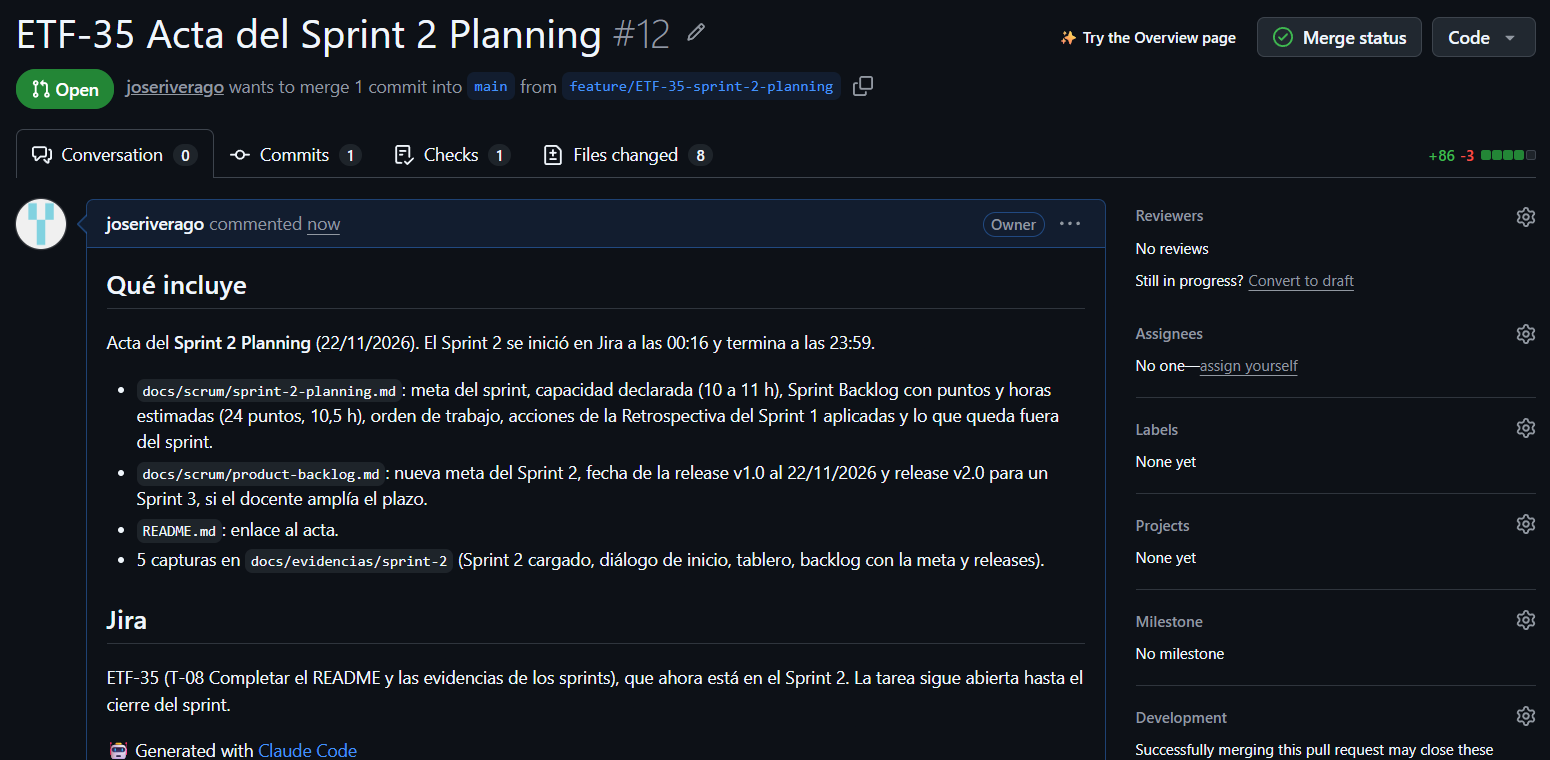 ETF-35 Acta del Sprint 2 Planning #12
✨ Try the Overview page
Merge status
Code
Open
joseriverago wants to merge 1 commit into main from feature/ETF-35-sprint-2-planning
Conversation 0
Commits 1
Checks 1
Files changed 8
+86 -3
joseriverago commented now
Owner
Qué incluye
Acta del Sprint 2 Planning (22/11/2026). El Sprint 2 se inició en Jira a las 00:16 y termina a las 23:59.
docs/scrum/sprint-2-planning.md: meta del sprint, capacidad declarada (10 a 11 h), Sprint Backlog con puntos y horas
estimadas (24 puntos, 10,5 h), orden de trabajo, acciones de la Retrospectiva del Sprint 1 aplicadas y lo que queda fuera
del sprint.
docs/scrum/product-backlog.md: nueva meta del Sprint 2, fecha de la release v1.0 al 22/11/2026 y release v2.0 para un
Sprint 3, si el docente amplía el plazo.
README.md: enlace al acta.
5 capturas en docs/evidencias/sprint-2 (Sprint 2 cargado, diálogo de inicio, tablero, backlog con la meta y releases).
Jira
ETF-35 (T-08 Completar el README y las evidencias de los sprints), que ahora está en el Sprint 2. La tarea sigue abierta hasta el
cierre del sprint.
🤖 Generated with Claude Code
Reviewers
No reviews
Still in progress? Convert to draft
Assignees
No one—assign yourself
Labels
None yet
Projects
None yet
Milestone
No milestone
Development
Successfully merging this pull request may close these